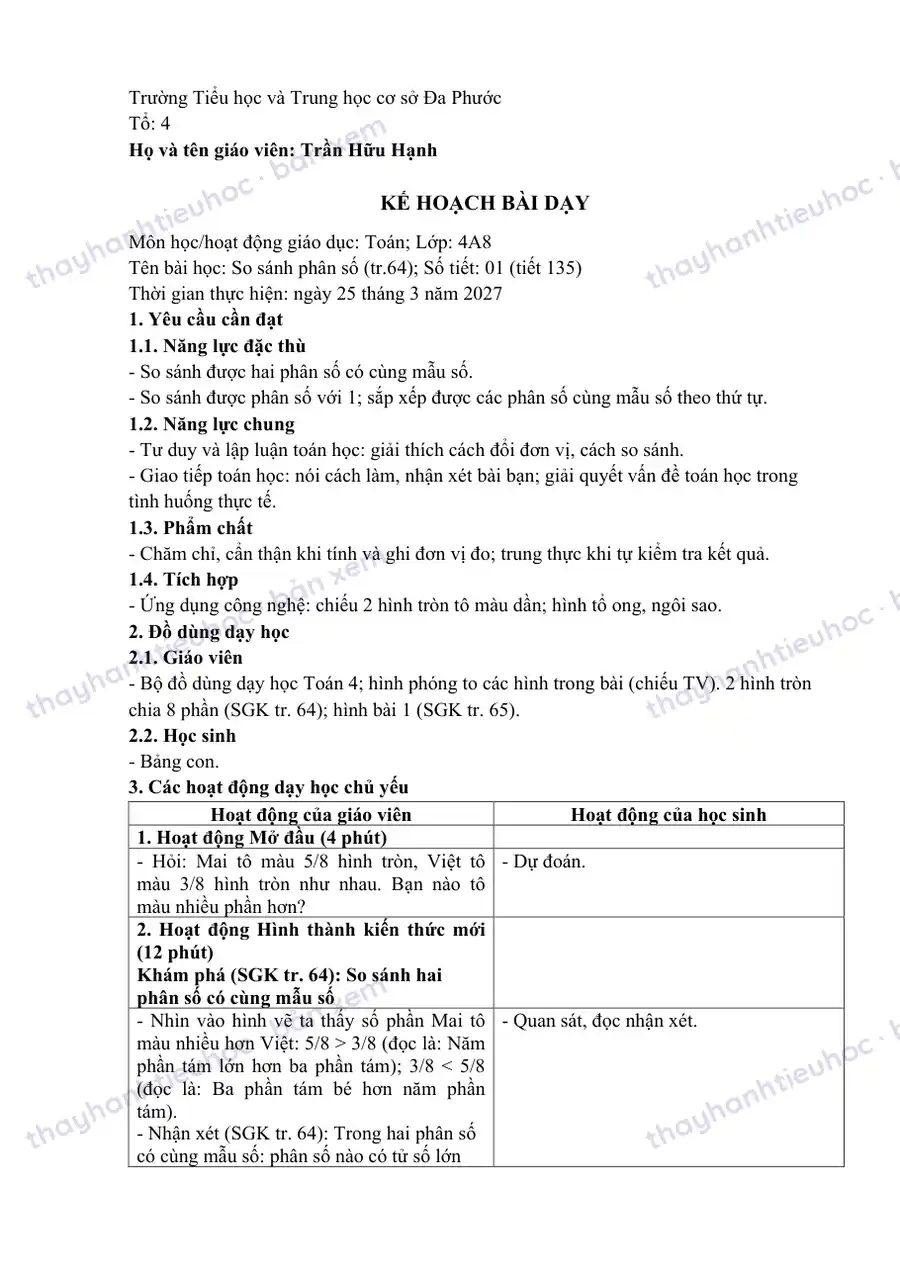 Trường Tiểu học và Trung học cơ sở Đa Phước
Tổ: 4
Họ và tên giáo viên: Trần Hữu Hạnh
KẾ HOẠCH BÀI DẠY
Môn học/hoạt động giáo dục: Toán; Lớp: 4A8
Tên bài học: So sánh phân số (tr.64); Số tiết: 01 (tiết 135)
Thời gian thực hiện: ngày 25 tháng 3 năm 2027
1. Yêu cầu cần đạt
1.1. Năng lực đặc thù
- So sánh được hai phân số có cùng mẫu số.
- So sánh được phân số với 1; sắp xếp được các phân số cùng mẫu số theo thứ tự.
1.2. Năng lực chung
- Tư duy và lập luận toán học: giải thích cách đổi đơn vị, cách so sánh.
- Giao tiếp toán học: nói cách làm, nhận xét bài bạn; giải quyết vấn đề toán học trong
tình huống thực tế.
1.3. Phẩm chất
- Chăm chỉ, cẩn thận khi tính và ghi đơn vị đo; trung thực khi tự kiểm tra kết quả.
1.4. Tích hợp
- Ứng dụng công nghệ: chiếu 2 hình tròn tô màu dần; hình tổ ong, ngôi sao.
2. Đồ dùng dạy học
2.1. Giáo viên
- Bộ đồ dùng dạy học Toán 4; hình phóng to các hình trong bài (chiếu TV). 2 hình tròn
chia 8 phần (SGK tr. 64); hình bài 1 (SGK tr. 65).
2.2. Học sinh
- Bảng con.
3. Các hoạt động dạy học chủ yếu
Hoạt động của giáo viên
Hoạt động của học sinh
1. Hoạt động Mở đầu (4 phút)
- Hỏi: Mai tô màu 5/8 hình tròn, Việt tô
màu 3/8 hình tròn như nhau. Bạn nào tô
màu nhiều phần hơn?
- Dự đoán.
2. Hoạt động Hình thành kiến thức mới
(12 phút)
Khám phá (SGK tr. 64): So sánh hai
phân số có cùng mẫu số
- Nhìn vào hình vẽ ta thấy số phần Mai tô
màu nhiều hơn Việt: 5/8 > 3/8 (đọc là: Năm
phần tám lớn hơn ba phần tám); 3/8 < 5/8
(đọc là: Ba phần tám bé hơn năm phần
tám).
- Nhận xét (SGK tr. 64): Trong hai phân số
có cùng mẫu số: phân số nào có tử số lớn
- Quan sát, đọc nhận xét.
thayhanhtieuhoc · bản xem
thayhanhtieuhoc · b
thayhanhtieuhoc · bản xem
thayhanhtieuhoc · b
thayhanhtieuhoc · bản xem
thayhanhtieuhoc · b